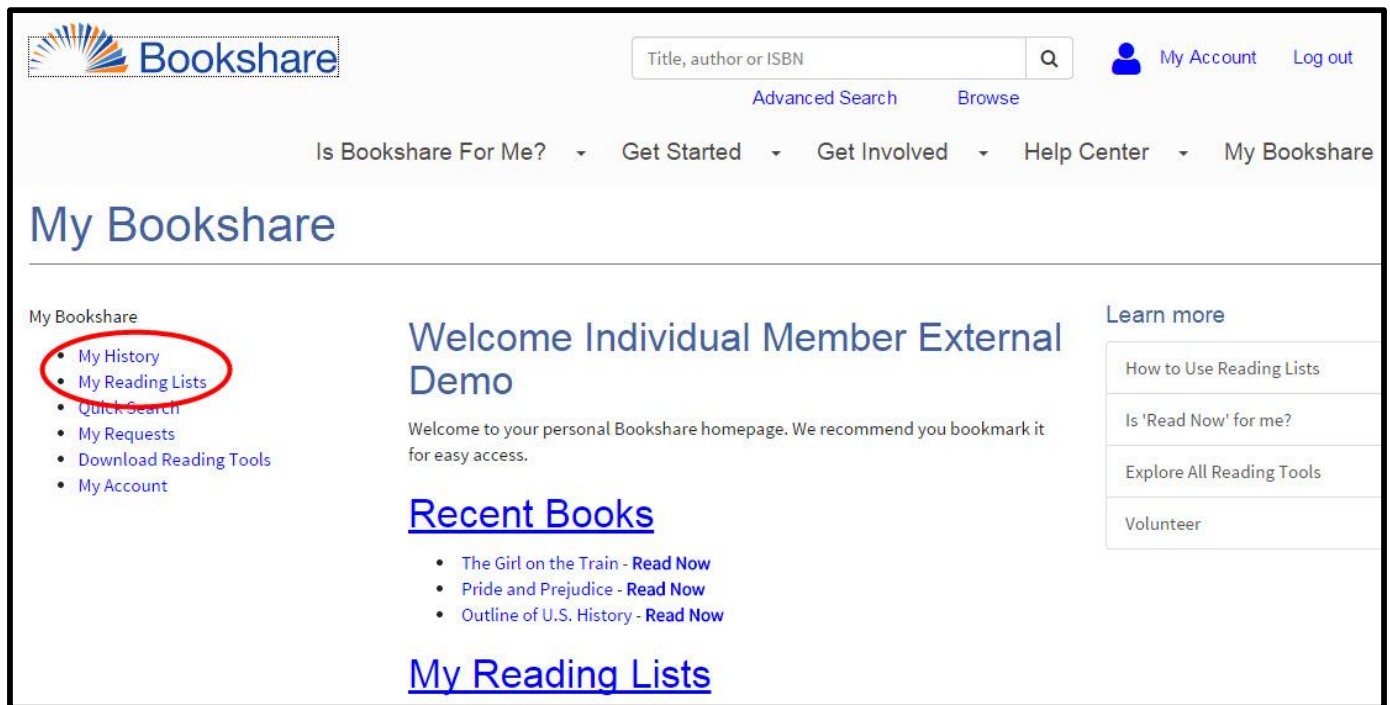 Bookshare
Title, author or ISBN
My Account Log out
Advanced Search Browse
Is Bookshare For Me? Get Started Get Involved Help Center My Bookshare
My Bookshare
My Bookshare
• My History
• My Reading Lists
• Quick Search
• My Requests
• Download Reading Tools
• My Account
Welcome Individual Member External
Demo
Welcome to your personal Bookshare homepage. We recommend you bookmark it
for easy access.
Recent Books
• The Girl on the Train - Read Now
• Pride and Prejudice - Read Now
• Outline of U.S. History - Read Now
My Reading Lists
Learn more
How to Use Reading Lists
Is 'Read Now' for me?
Explore All Reading Tools
Volunteer